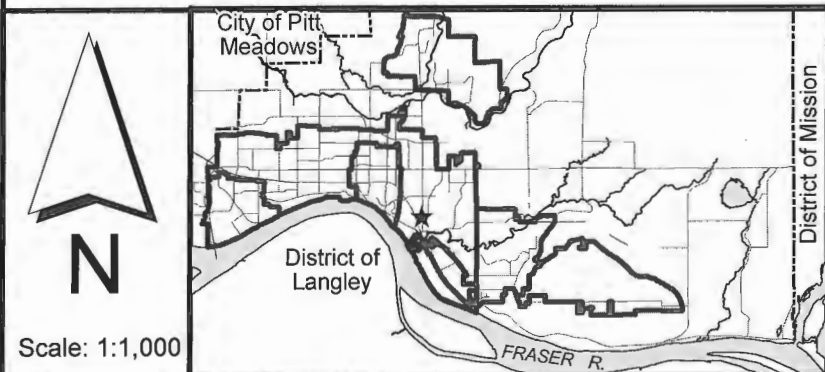 N
Scale: 1:1,000
City of Pitt
Meadows
District of
Langley
FRASER R.
District of Mission